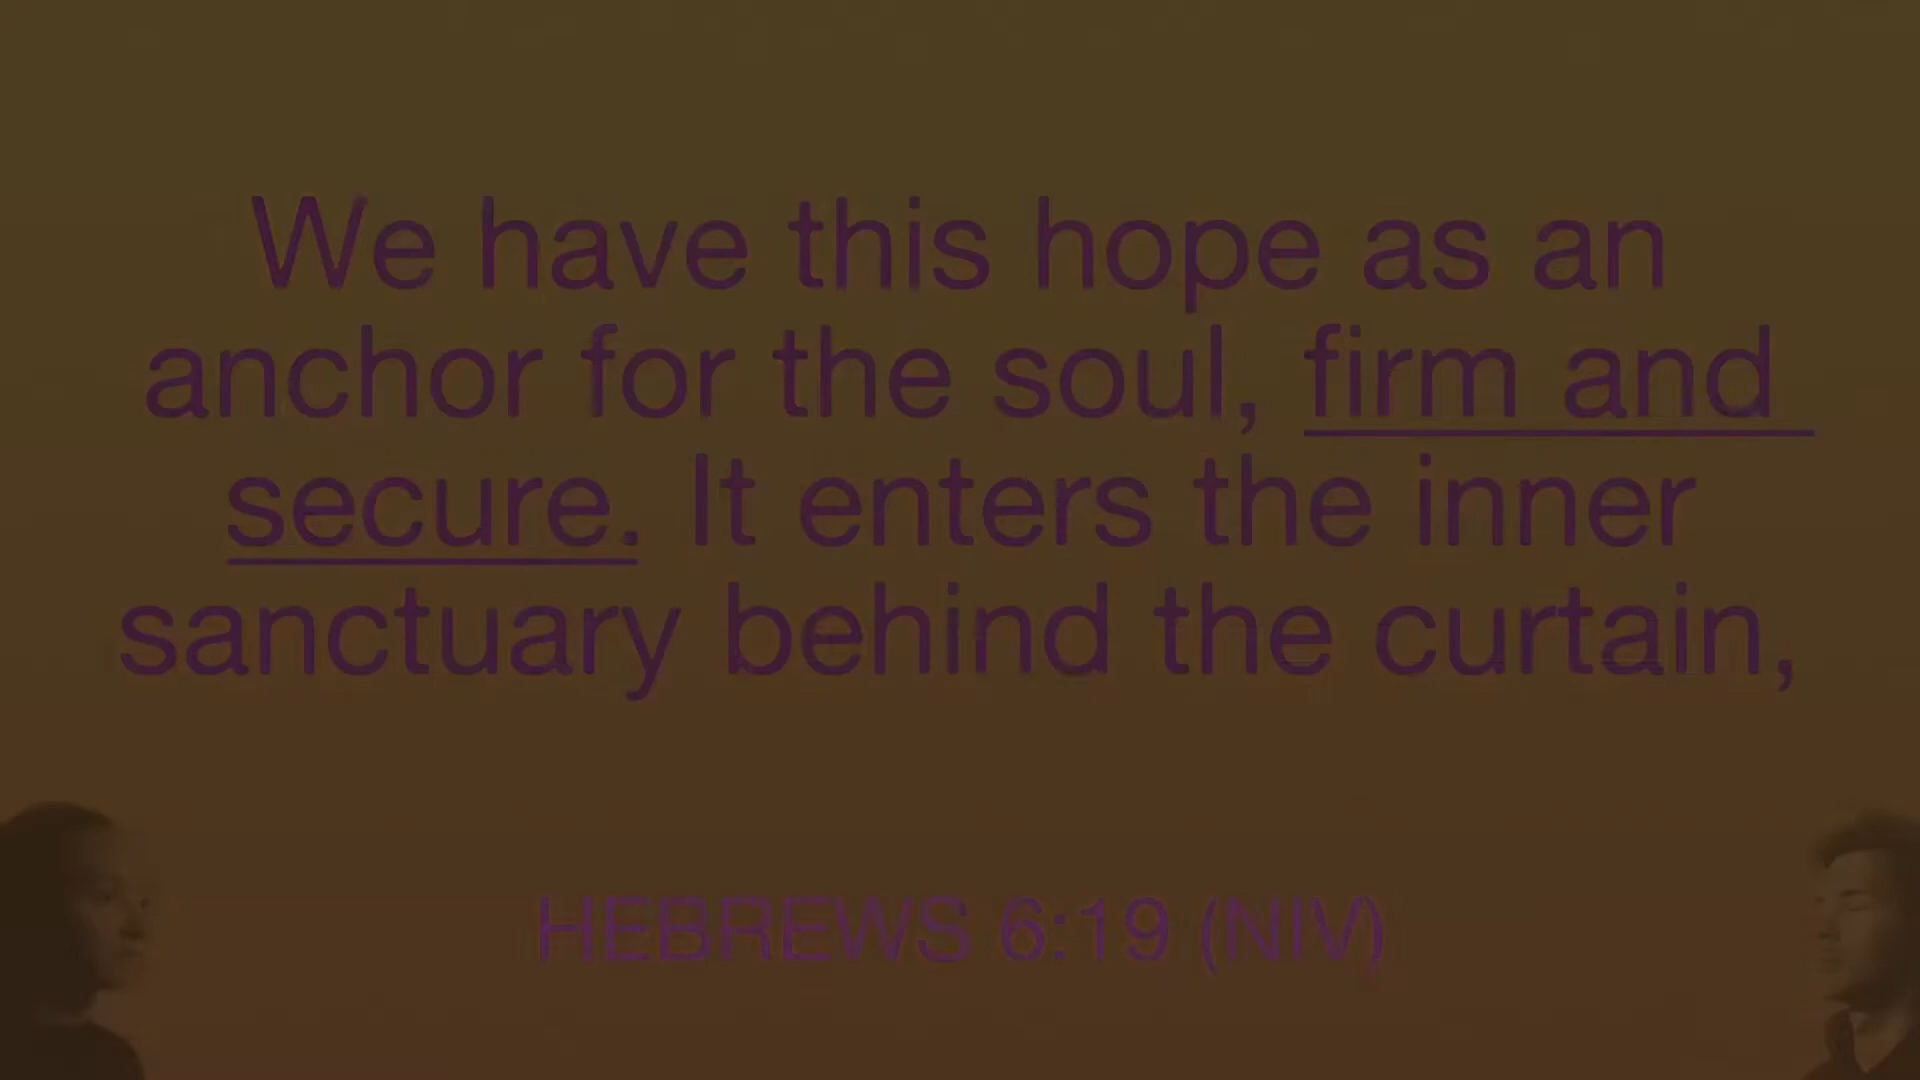 We have this hope as an
anchor for the soul, firm and
secure. It enters the inner
sanctuary behind the curtain,
HEBREWS 6:19 (NIV)